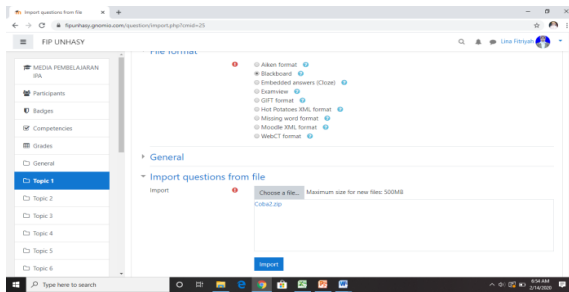 Import questions from file
fipunhasy.gnomio.com/question/import.php?cmid=25
FIP UNHASY
Lina Fitriyah
MEDIA PEMBELAJARAN
IPA
Participants
Badges
Competencies
Grades
General
Topic 1
Topic 2
Topic 3
Topic 4
Topic 5
Topic 6
File format
Aiken format
Blackboard
Embedded answers (Cloze)
Examview
GIFT format
Hot Potatoes XML format
Missing word format
Moodle XML format
WebCT format
General
Import questions from file
Import
Choose a file...
Maximum size for new files: 500MB
Coba2.zip
Import
Type here to search
8:54 AM
2/14/2020